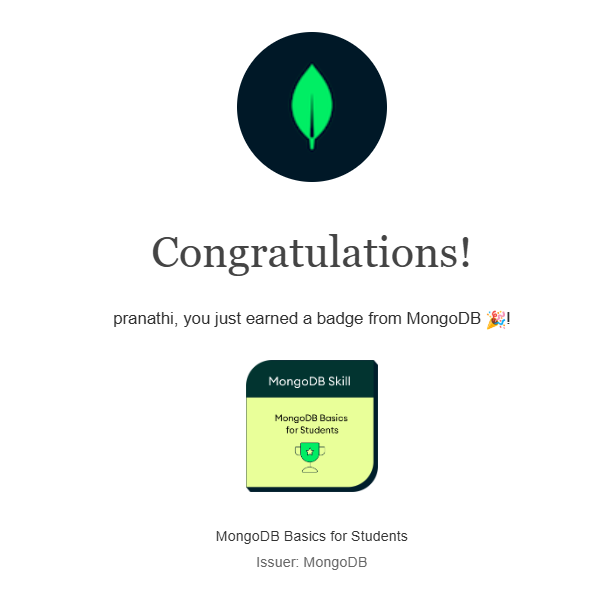 Congratulations!
pranathi, you just earned a badge from MongoDB 🎉!
MongoDB Skill
MongoDB Basics
for Students
MongoDB Basics for Students
Issuer: MongoDB